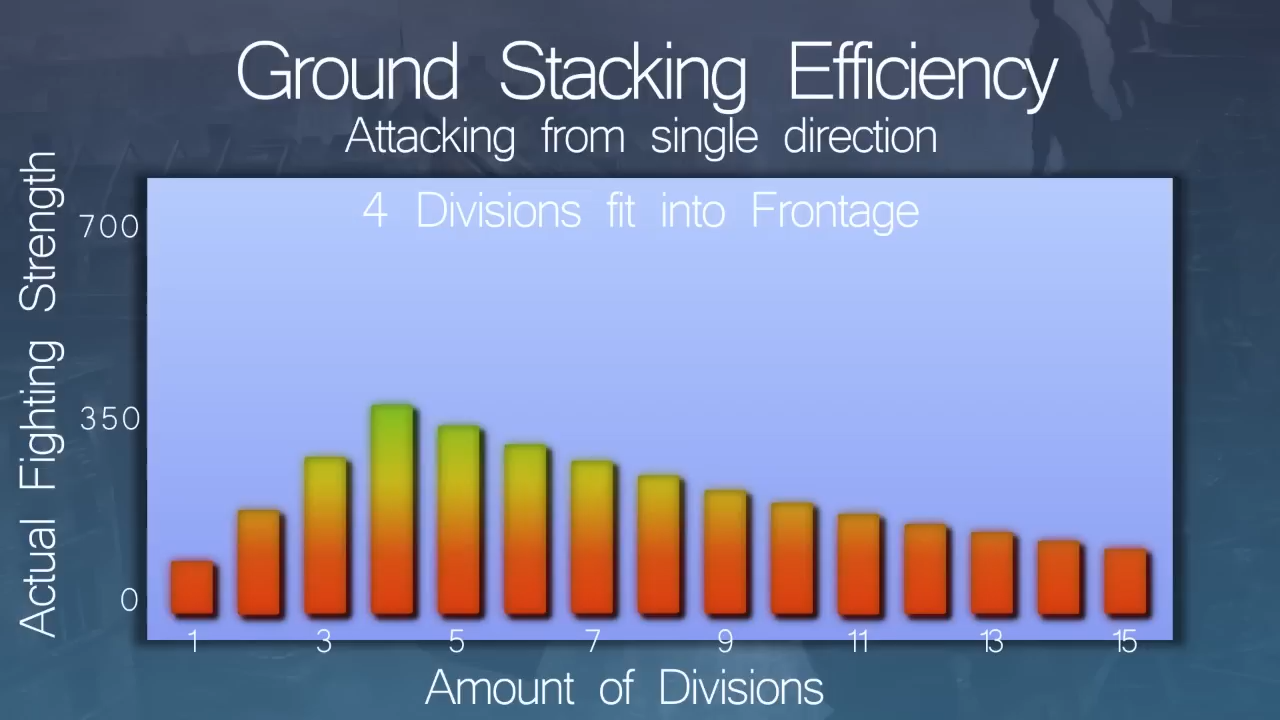 Ground Stacking Efficiency
Attacking from single direction
4 Divisions fit into Frontage
Actual Fighting Strength
700
350
0
1 3 5 7 9 11 13 15
Amount of Divisions